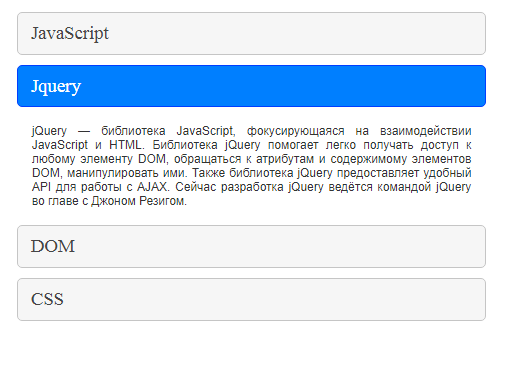 JavaScript
Jquery
jQuery — библиотека JavaScript, фокусирующаяся на взаимодействии
JavaScript и HTML. Библиотека jQuery помогает легко получать доступ к
любому элементу DOM, обращаться к атрибутам и содержимому элементов
DOM, манипулировать ими. Также библиотека jQuery предоставляет удобный
API для работы с AJAX. Сейчас разработка jQuery ведётся командой jQuery
во главе с Джоном Резигом.
DOM
CSS